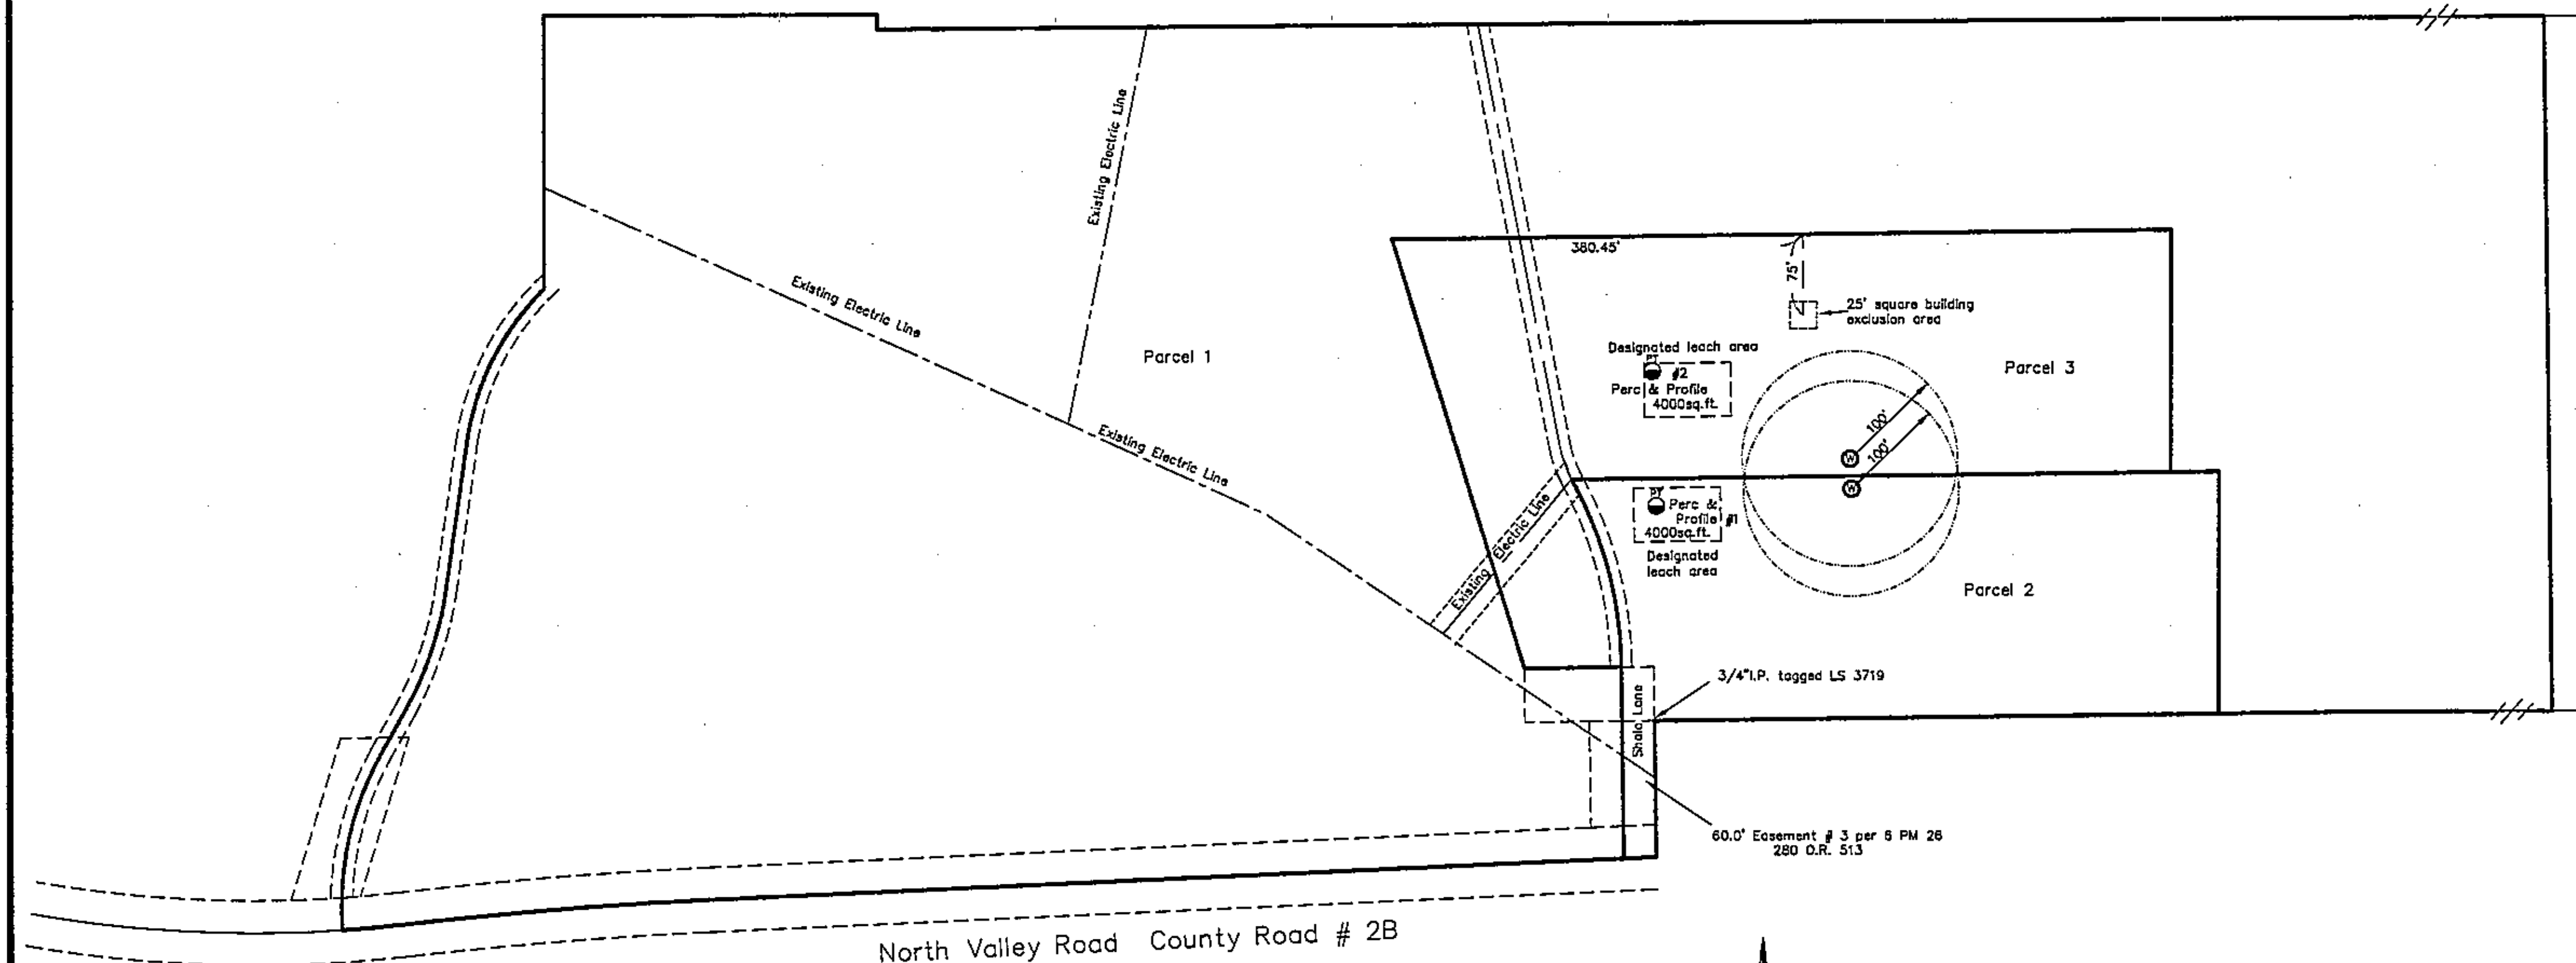 Existing Electric Line
380.45'
75'
Existing Electric Line
25' square building
exclusion area
Designated leach area
Parcel 1
PT
#2
Perc & Profile
4000sq.ft.
Parcel 3
100'
100'
Existing Electric Line
W
W
PT
Perc &
Profile #1
4000sq.ft.
Designated
leach area
Existing Electric Line
Parcel 2
3/4"I.P. tagged LS 3719
Lane
60.0' Easement # 3 per 6 PM 26
280 O.R. 513
North Valley Road County Road # 2B